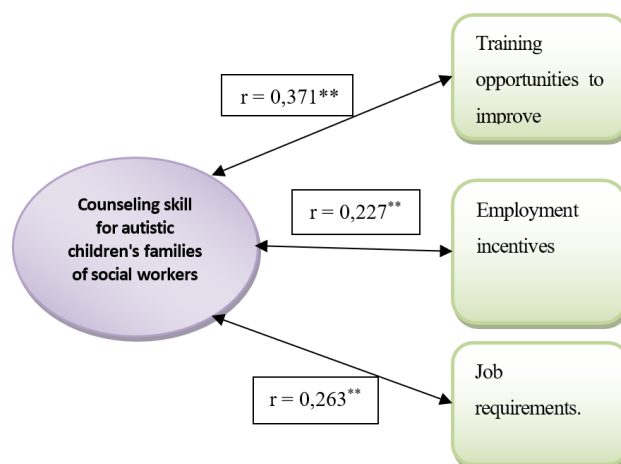 Training
opportunities to
improve
r = 0,371**
Counseling skill
for autistic
children's families
of social workers
r = 0,227**
Employment
incentives
r = 0,263**
Job
requirements.